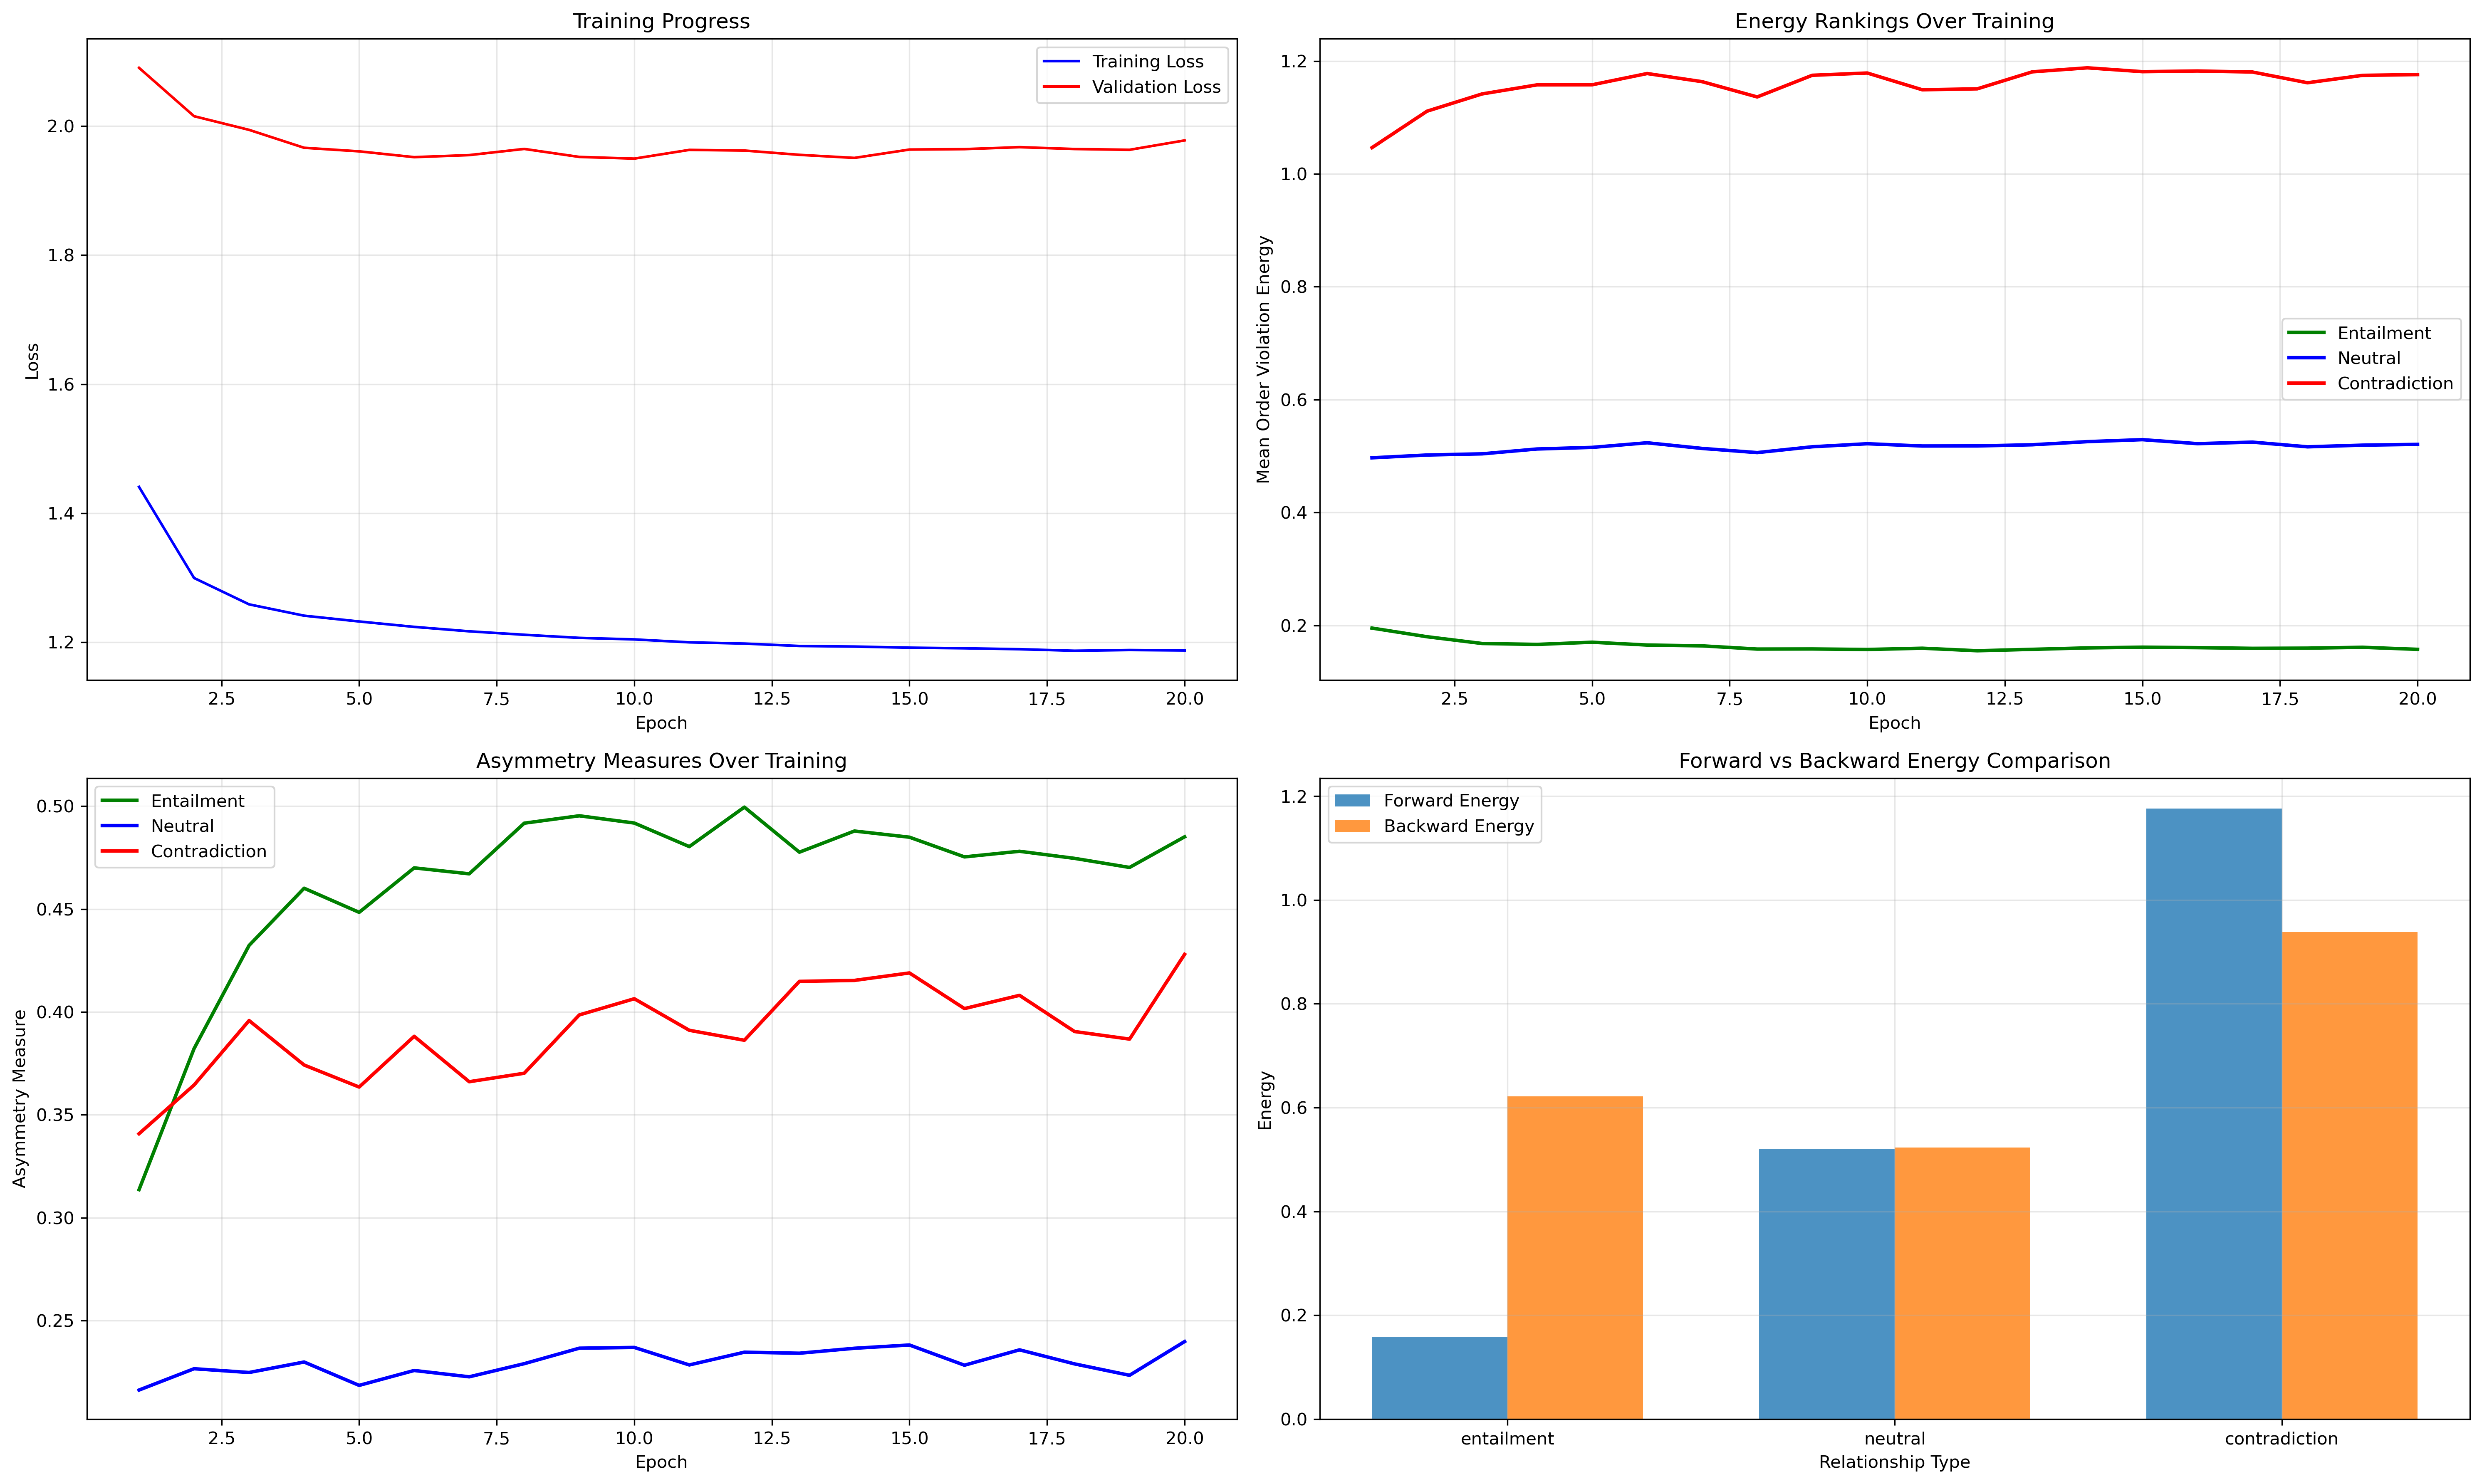 Training Progress
Training Loss
Validation Loss
2.0
1.8
1.6
1.4
1.2
Loss
2.5
5.0
7.5
10.0
12.5
15.0
17.5
20.0
Epoch
Energy Rankings Over Training
1.2
1.0
0.8
0.6
0.4
0.2
Mean Order Violation Energy
Entailment
Neutral
Contradiction
2.5
5.0
7.5
10.0
12.5
15.0
17.5
20.0
Epoch
Asymmetry Measures Over Training
Entailment
Neutral
Contradiction
0.50
0.45
0.40
0.35
0.30
0.25
Asymmetry Measure
2.5
5.0
7.5
10.0
12.5
15.0
17.5
20.0
Epoch
Forward vs Backward Energy Comparison
Forward Energy
Backward Energy
1.2
1.0
0.8
0.6
0.4
0.2
0.0
Energy
entailment
neutral
contradiction
Relationship Type